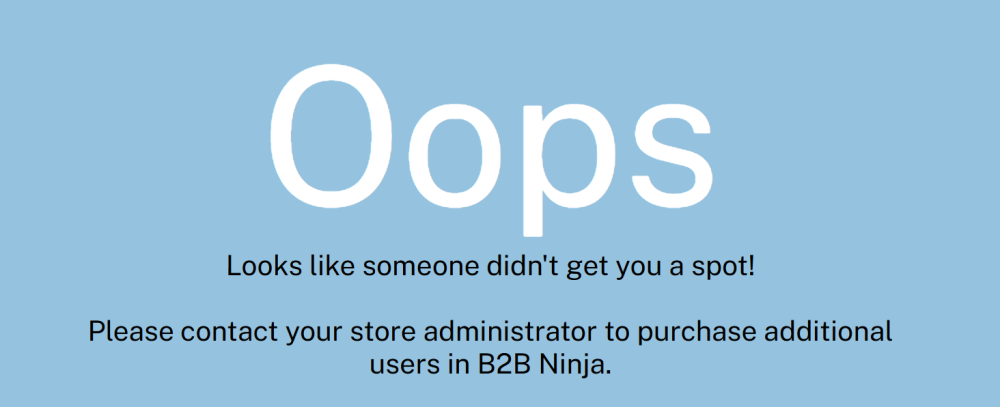 Oops
Looks like someone didn't get you a spot!
Please contact your store administrator to purchase additional
users in B2B Ninja.